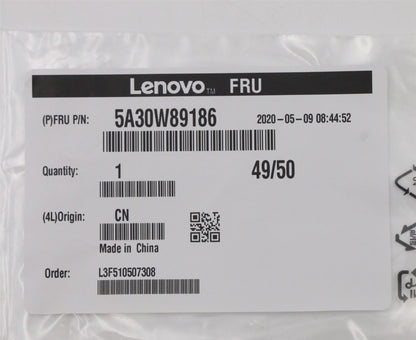 Lenovo™ FRU
(P)FRU P/N: 5A30W89186 2020-05-09 08:44:52
Quantity: 1 49/50
(4L)Origin: CN
Made in China
Order: L3F510507308